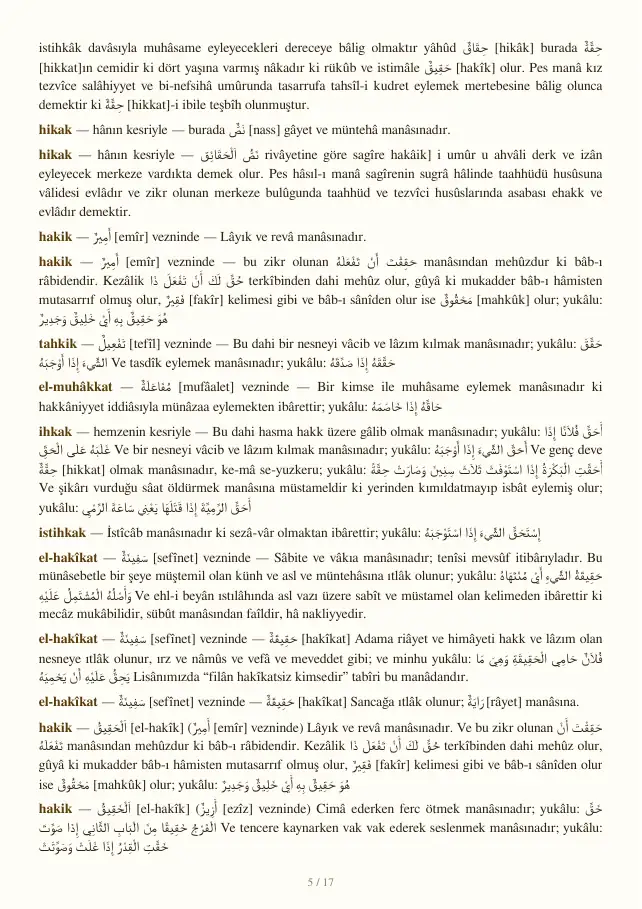 istihkâk davâsıyla muhâsame eyleyecekleri dereceye bâlig olmaktır yâhûd حِقَاقٌ [hikâk] burada حِقَّةٌ
[hikkat]ın cemidir ki dört yaşına varmış nâkadır ki rükûb ve istimâle حَقِيقٌ [hakîk] olur. Pes manâ kız
tezvîce salâhiyyet ve bi-nefsihâ umûrunda tasarrufa tahsîl-i kudret eylemek mertebesine bâlig olunca
demektir ki حِقَّةٌ [hikkat]-i ibile teşbîh olunmuştur.
hikak — hânın kesriyle — burada نَصٌّ [nass] gâyet ve müntehâ manâsınadır.
hikak — hânın kesriyle — نَصُّ الْحَقَائِقِ rivâyetine göre sagîre hakâik] i umûr u ahvâli derk ve izân
eyleyecek merkeze vardıkta demek olur. Pes hâsıl-ı manâ sagîrenin sugrâ hâlinde taahhüdü husûsuna
vâlidesi evlâdır ve zikr olunan merkeze bulûgunda taahhüd ve tezvîci husûslarında asabası ehakk ve
evlâdır demektir.
hakik — أَمِيرٌ [emîr] vezninde — Lâyık ve revâ manâsınadır.
hakik — أَمِيرٌ [emîr] vezninde — bu zikr olunan حَقِقْت أَنْ تَفْعَلَهُ manâsından mehûzdur ki bâb-ı
râbidendir. Kezâlik حُقَّ لَكَ أَنْ تَفْعَلَ ذَا terkîbinden dahi mehûz olur, gûyâ ki mukadder bâb-ı hâmisten
mutasarrıf olmuş olur, فَقِيرٌ [fakîr] kelimesi gibi ve bâb-ı sânîden olur ise مَحْقُوقٌ [mahkûk] olur; yukâlu:
هُوَ حَقِيقٌ بِهِ أَيْ خَلِيقٌ وَجَدِيرٌ
tahkik — تَفْعِيلٌ [tefîl] vezninde — Bu dahi bir nesneyi vâcib ve lâzım kılmak manâsınadır; yukâlu: حَقَّقَ
الشَّيءَ إِذَا أَوْجَبَهُ Ve tasdîk eylemek manâsınadır; yukâlu: حَقَّقَهُ إِذَا صَدَّقَهُ
el-muhâkkat — مُفَاعَلَةٌ [mufâalet] vezninde — Bir kimse ile muhâsame eylemek manâsınadır ki
hakkâniyyet iddiâsıyla münâzaa eylemekten ibârettir; yukâlu: حَاقَّهُ إِذَا خَاصَمَهُ
ihkak — hemzenin kesriyle — Bu dahi hasma hakk üzere gâlib olmak manâsınadır; yukâlu: أَحَقَّ فُلَانًا إِذَا
غَلَبَهُ عَلَى الْحَقِّ Ve bir nesneyi vâcib ve lâzım kılmak manâsınadır; yukâlu: أَحَقَّ الشَّيءَ إِذَا أَوْجَبَهُ Ve genç deve
حِقَّةٌ [hikkat] olmak manâsınadır, ke-mâ se-yuzkeru; yukâlu: أَحَقَّتِ الْبَكْرَةُ إِذَا اسْتَوْفَتْ ثَلَاثَ سِنِينَ وَصَارَتْ حِقَّةً
Ve şikârı vurduğu sâat öldürmek manâsına müstameldir ki yerinden kımıldatmayıp isbât eylemiş olur;
yukâlu: أَحَقَّ الرَّمِيَّةَ إِذَا قَتَلَهَا يَعْنِي سَاعَةَ الرَّمْيِ
istihkak — İstîcâb manâsınadır ki sezâ-vâr olmaktan ibârettir; yukâlu: إِسْتَحَقَّ الشَّيءَ إِذَا اسْتَوْجَبَهُ
el-hakîkat — سَفِينَةٌ [sefînet] vezninde — Sâbite ve vâkıa manâsınadır; tenîsi mevsûf itibârıyladır. Bu
münâsebetle bir şeye müştemil olan künh ve asl ve müntehâsına ıtlâk olunur; yukâlu: حَقِيقَةُ الشَّيءِ أَيْ مُنْتَهَاهُ
وَأَصْلُهُ الْمُشْتَمِلُ عَلَيْهِ Ve ehl-i beyân ıstılâhında asl vazı üzere sabît ve müstamel olan kelimeden ibârettir ki
mecâz mukâbilidir, sübût manâsından faîldir, hâ nakliyyedir.
el-hakîkat — سَفِينَةٌ [sefînet] vezninde — حَقِيقَةٌ [hakîkat] Adama riâyet ve himâyeti hakk ve lâzım olan
nesneye ıtlâk olunur, ırz ve nâmûs ve vefâ ve meveddet gibi; ve minhu yukâlu: فُلَانٌ حَامِي الْحَقِيقَةِ وَهِيَ مَا
يَحِقُّ عَلَيْهِ أَنْ يَحْمِيَهُ Lisânımızda “filân hakîkatsiz kimsedir” tabîri bu manâdandır.
el-hakîkat — سَفِينَةٌ [sefînet] vezninde — حَقِيقَةٌ [hakîkat] Sancağa ıtlâk olunur; رَايَةٌ [râyet] manâsına.
hakik — اَلْحَقِيقُ [el-hakîk] (أَمِيرٌ [emîr] vezninde) Lâyık ve revâ manâsınadır. Ve bu zikr olunan حَقِقْتَ أَنْ
تَفْعَلَهُ manâsından mehûzdur ki bâb-ı râbidendir. Kezâlik حُقَّ لَكَ أَنْ تَفْعَلَ ذَا terkîbinden dahi mehûz olur,
gûyâ ki mukadder bâb-ı hâmisten mutasarrıf olmuş olur, فَقِيرٌ [fakîr] kelimesi gibi ve bâb-ı sânîden olur
ise مَحْقُوقٌ [mahkûk] olur; yukâlu: هُوَ حَقِيقٌ بِهِ أَيْ خَلِيقٌ وَجَدِيرٌ
hakik — اَلْحَقِيقُ [el-hakîk] (أَزِيزٌ [ezîz] vezninde) Cimâ ederken ferc ötmek manâsınadır; yukâlu: حَقَّ
الْفَرْجُ حَقِيقًا مِنَ الْبَابِ الثَّانِي إِذَا صَوَّتَ Ve tencere kaynarken vak vak ederek seslenmek manâsınadır; yukâlu:
حَقَّتِ الْقِدْرُ إِذَا غَلَتْ وَصَوَّتَتْ
5 / 17